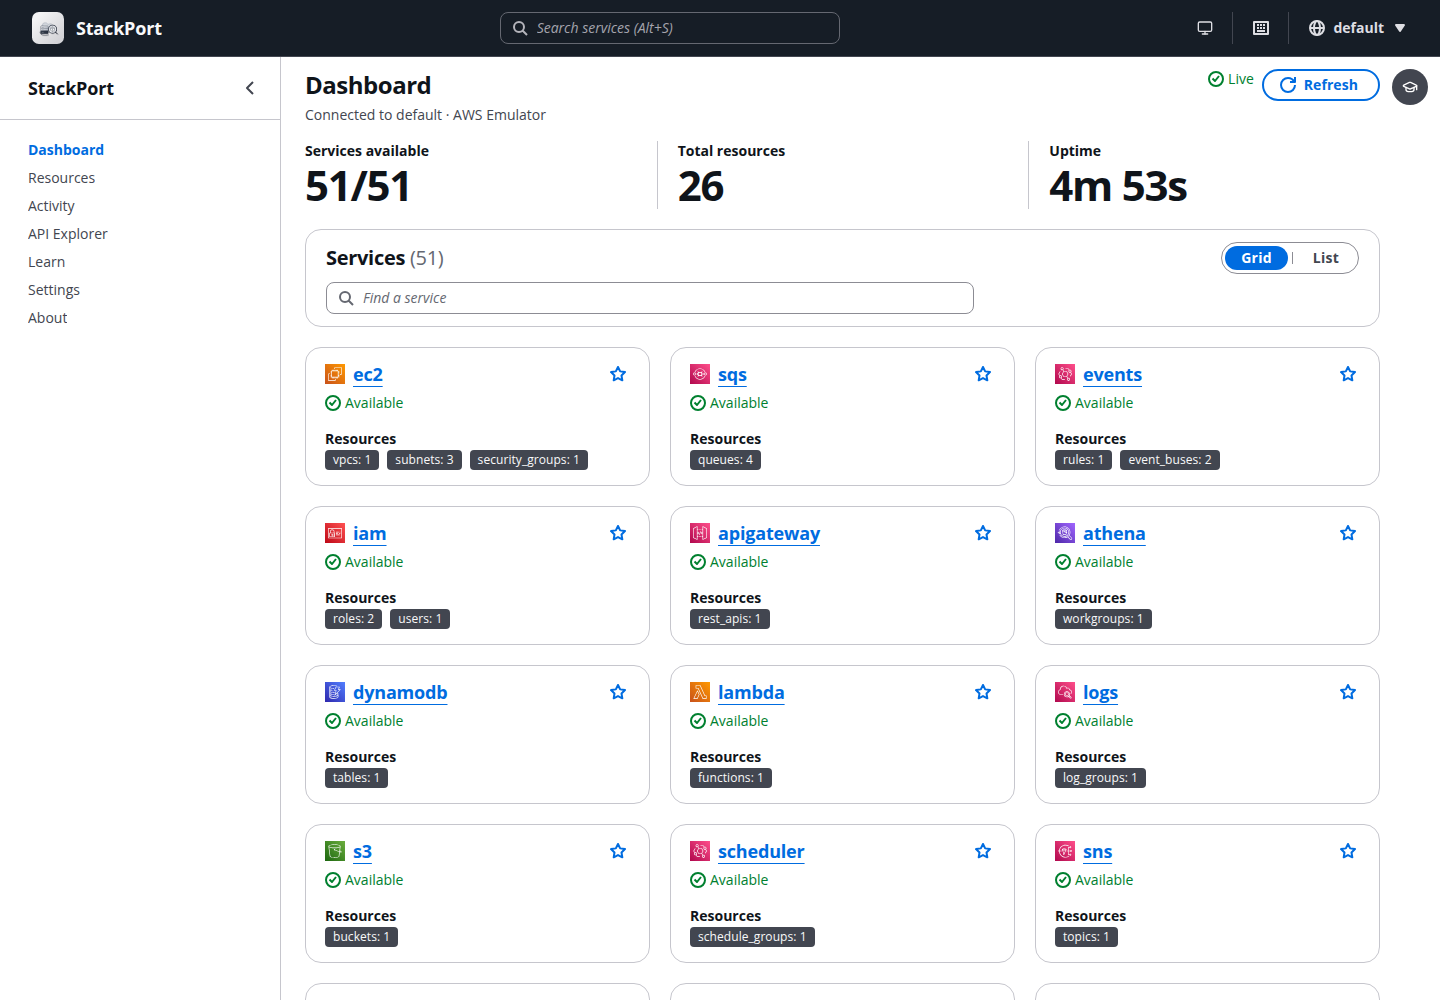 StackPort
Search services (Alt+S)
default
StackPort
Dashboard
Resources
Activity
API Explorer
Learn
Settings
About
Dashboard
Connected to default · AWS Emulator
Live
Refresh
Services available
51/51
Total resources
26
Uptime
4m 53s
Services (51)
Grid
List
Find a service
ec2
Available
Resources
vpcs: 1 subnets: 3 security_groups: 1
sqs
Available
Resources
queues: 4
events
Available
Resources
rules: 1 event_buses: 2
iam
Available
Resources
roles: 2 users: 1
apigateway
Available
Resources
rest_apis: 1
athena
Available
Resources
workgroups: 1
dynamodb
Available
Resources
tables: 1
lambda
Available
Resources
functions: 1
logs
Available
Resources
log_groups: 1
s3
Available
Resources
buckets: 1
scheduler
Available
Resources
schedule_groups: 1
sns
Available
Resources
topics: 1